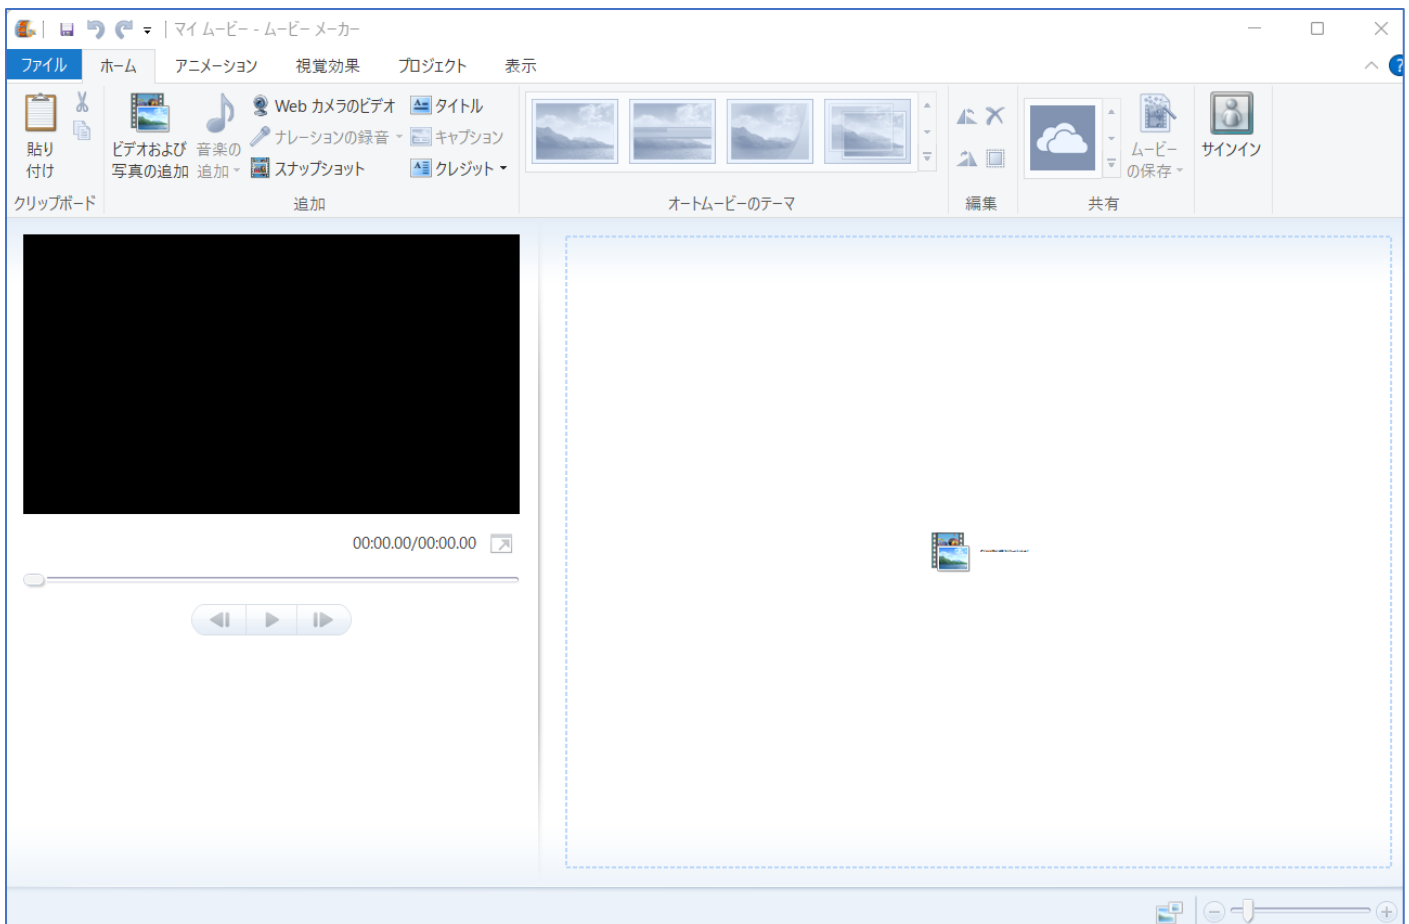 マイ ムービー - ムービー メーカー
ファイル ホーム アニメーション 視覚効果 プロジェクト 表示
?
貼り
付け
クリップボード
ビデオおよび
写真の追加
音楽の
追加
Web カメラのビデオ
ナレーションの録音
スナップショット
タイトル
キャプション
クレジット
追加
オートムービーのテーマ
編集
ムービー
の保存
共有
サインイン
00:00.00/00:00.00